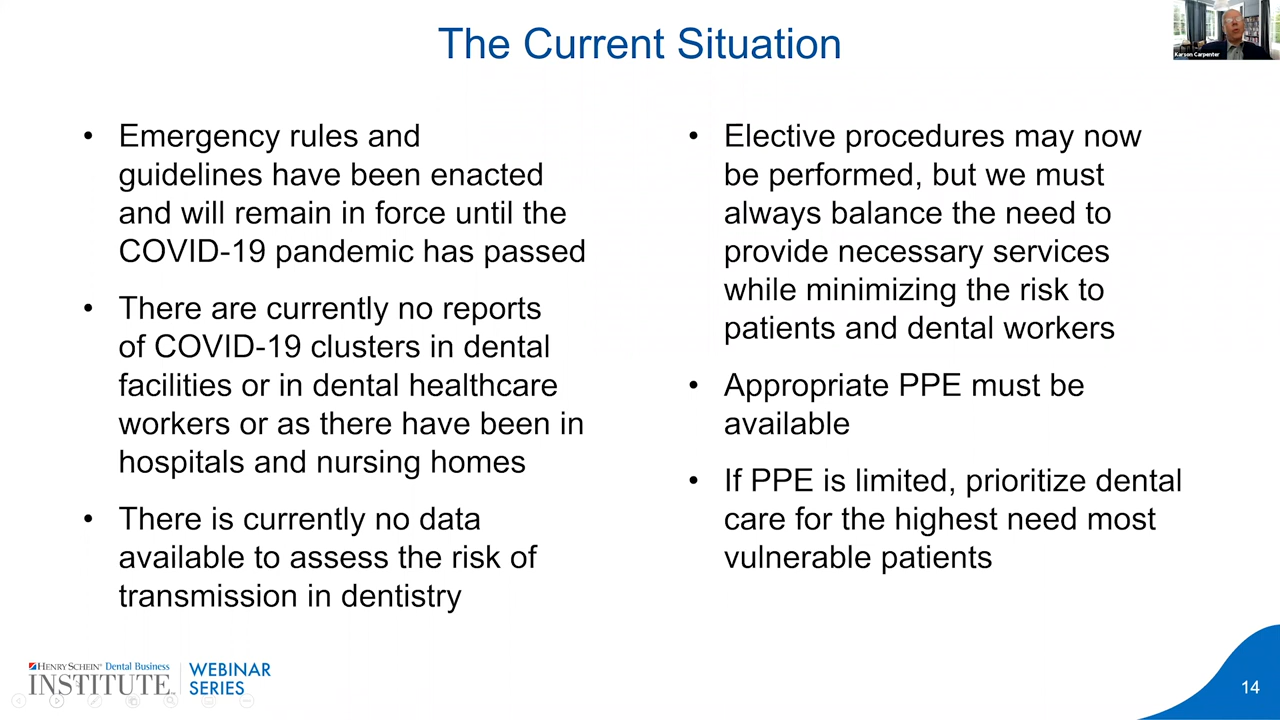 The Current Situation
Karson Carpenter
• Emergency rules and
guidelines have been enacted
and will remain in force until the
COVID-19 pandemic has passed
• There are currently no reports
of COVID-19 clusters in dental
facilities or in dental healthcare
workers or as there have been in
hospitals and nursing homes
• There is currently no data
available to assess the risk of
transmission in dentistry
• Elective procedures may now
be performed, but we must
always balance the need to
provide necessary services
while minimizing the risk to
patients and dental workers
• Appropriate PPE must be
available
• If PPE is limited, prioritize dental
care for the highest need most
vulnerable patients
HENRY SCHEIN® Dental Business
INSTITUTE™
WEBINAR
SERIES
14